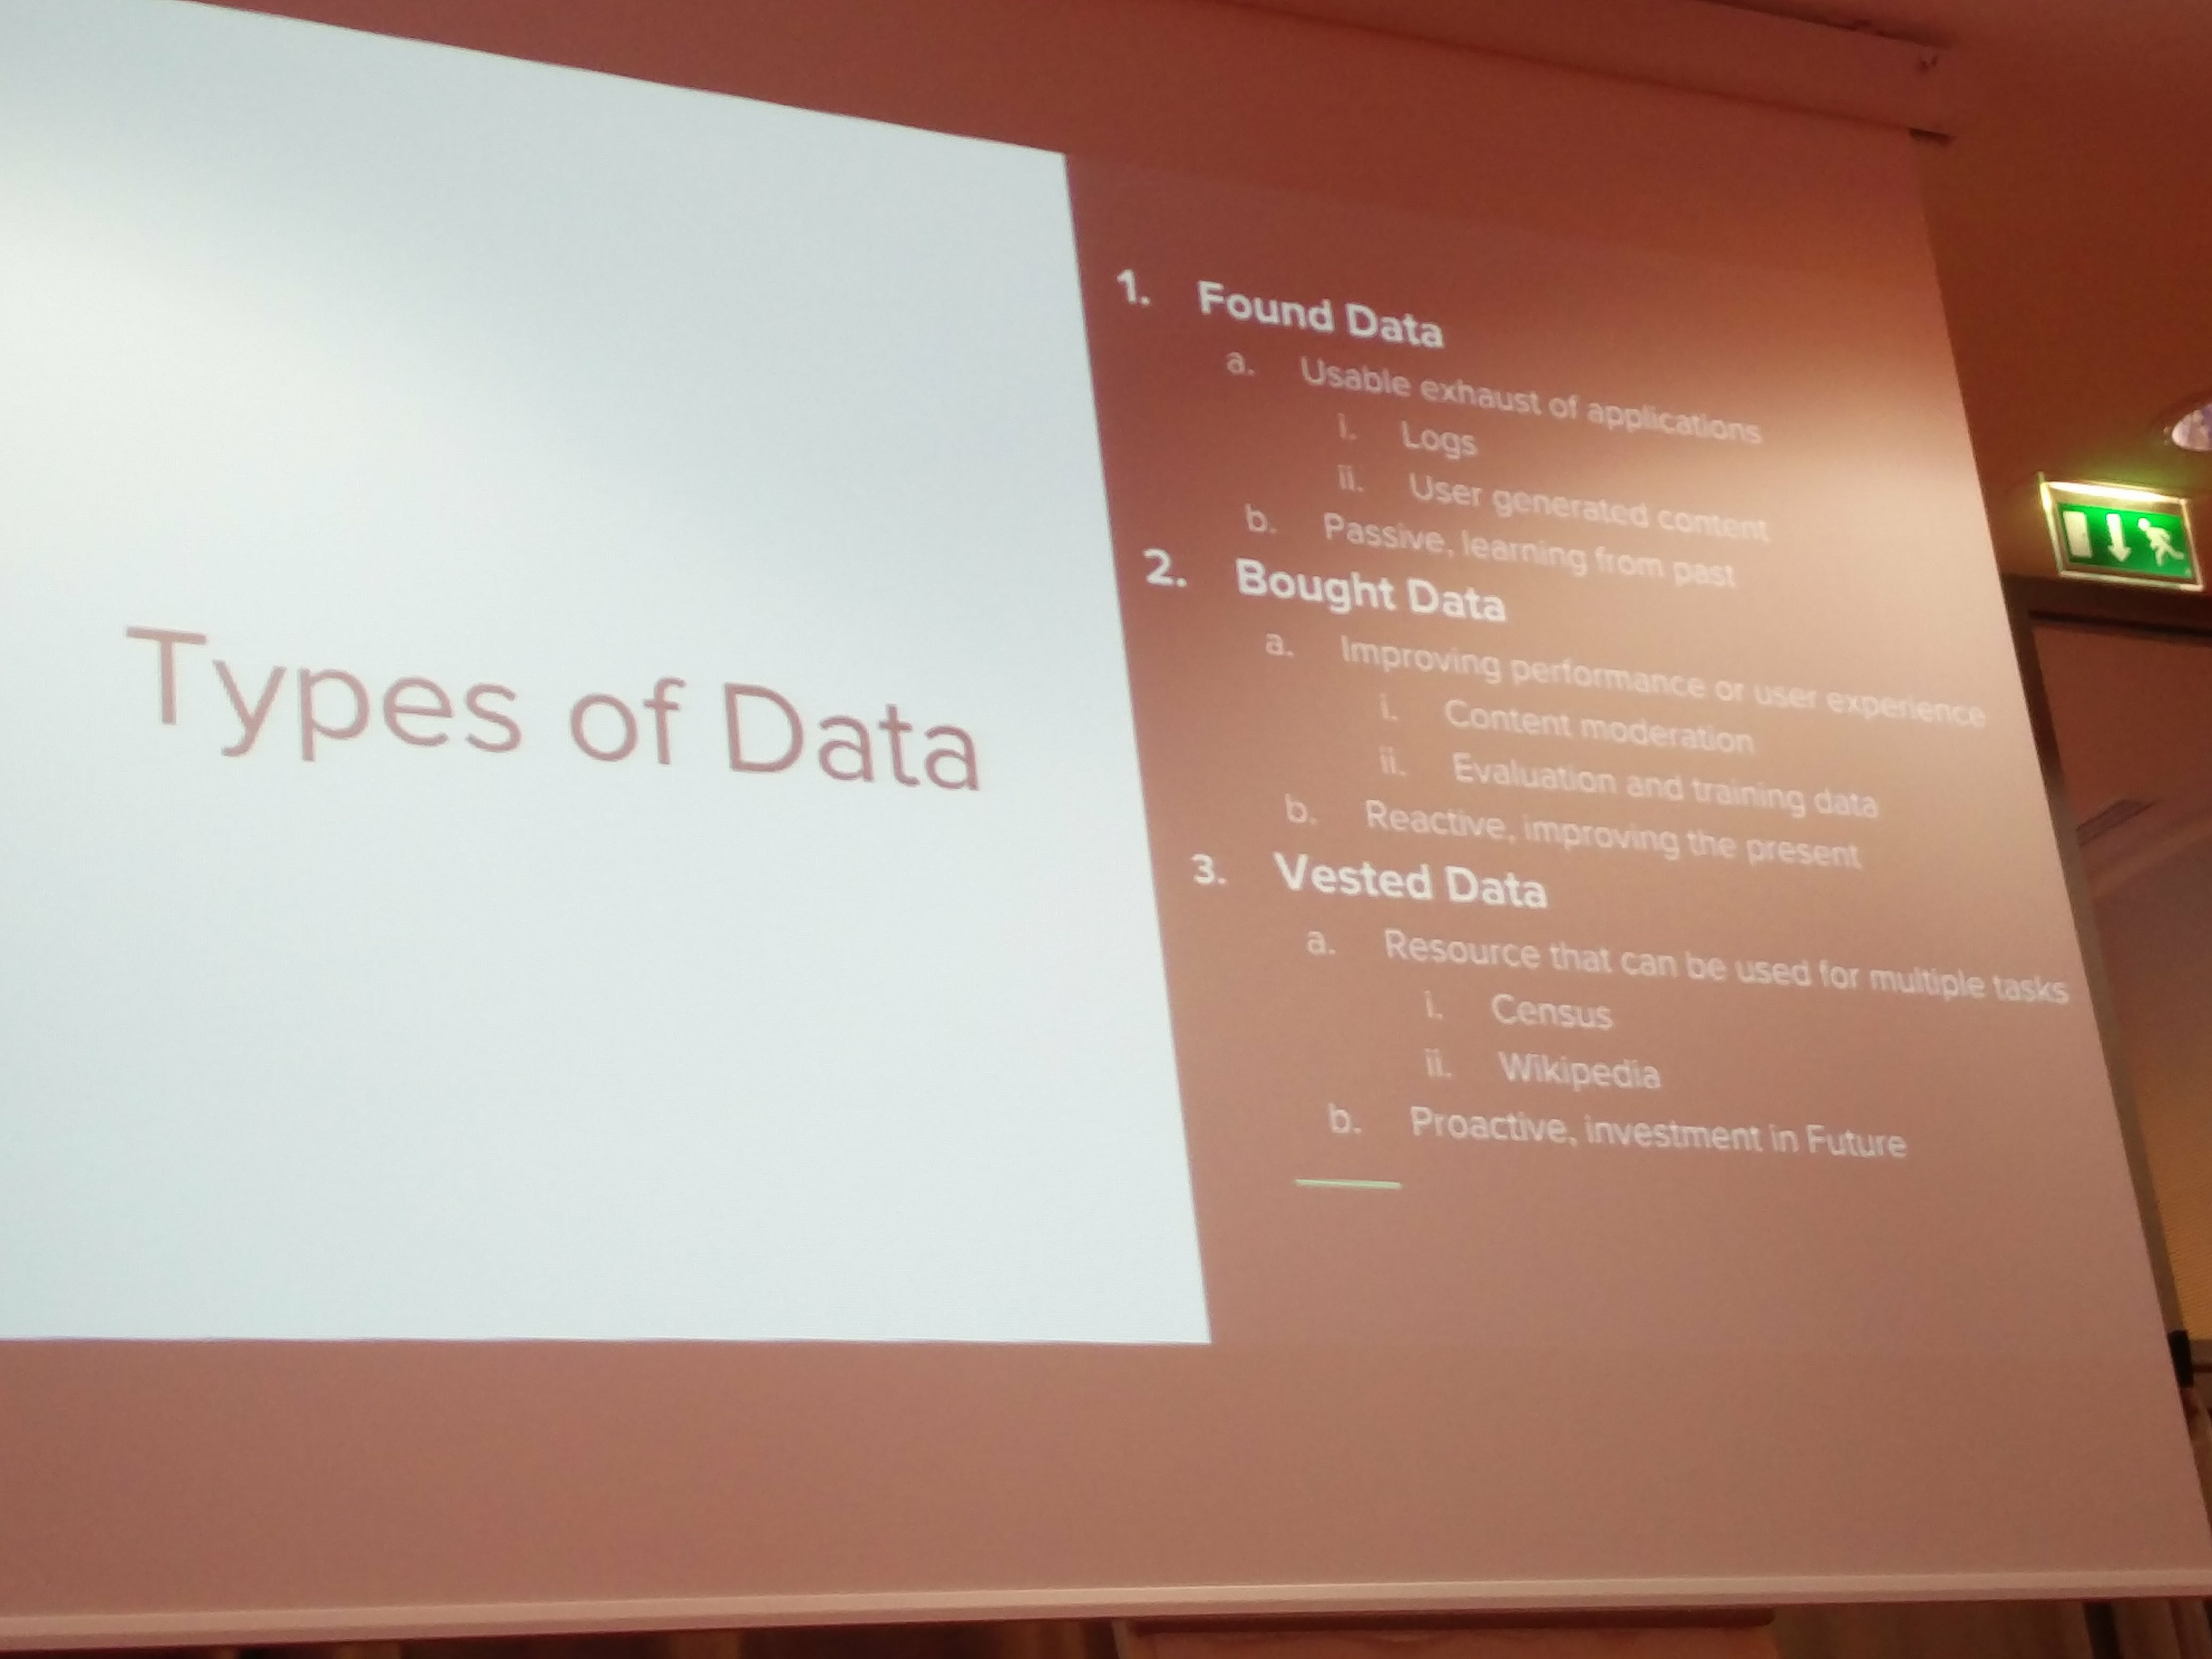 Types of Data
1. Found Data
a. Usable exhaust of applications
i. Logs
ii. User generated content
b. Passive, learning from past
2. Bought Data
a. Improving performance or user experience
i. Content moderation
ii. Evaluation and training data
b. Reactive, improving the present
3. Vested Data
a. Resource that can be used for multiple tasks
i. Census
ii. Wikipedia
b. Proactive, investment in Future